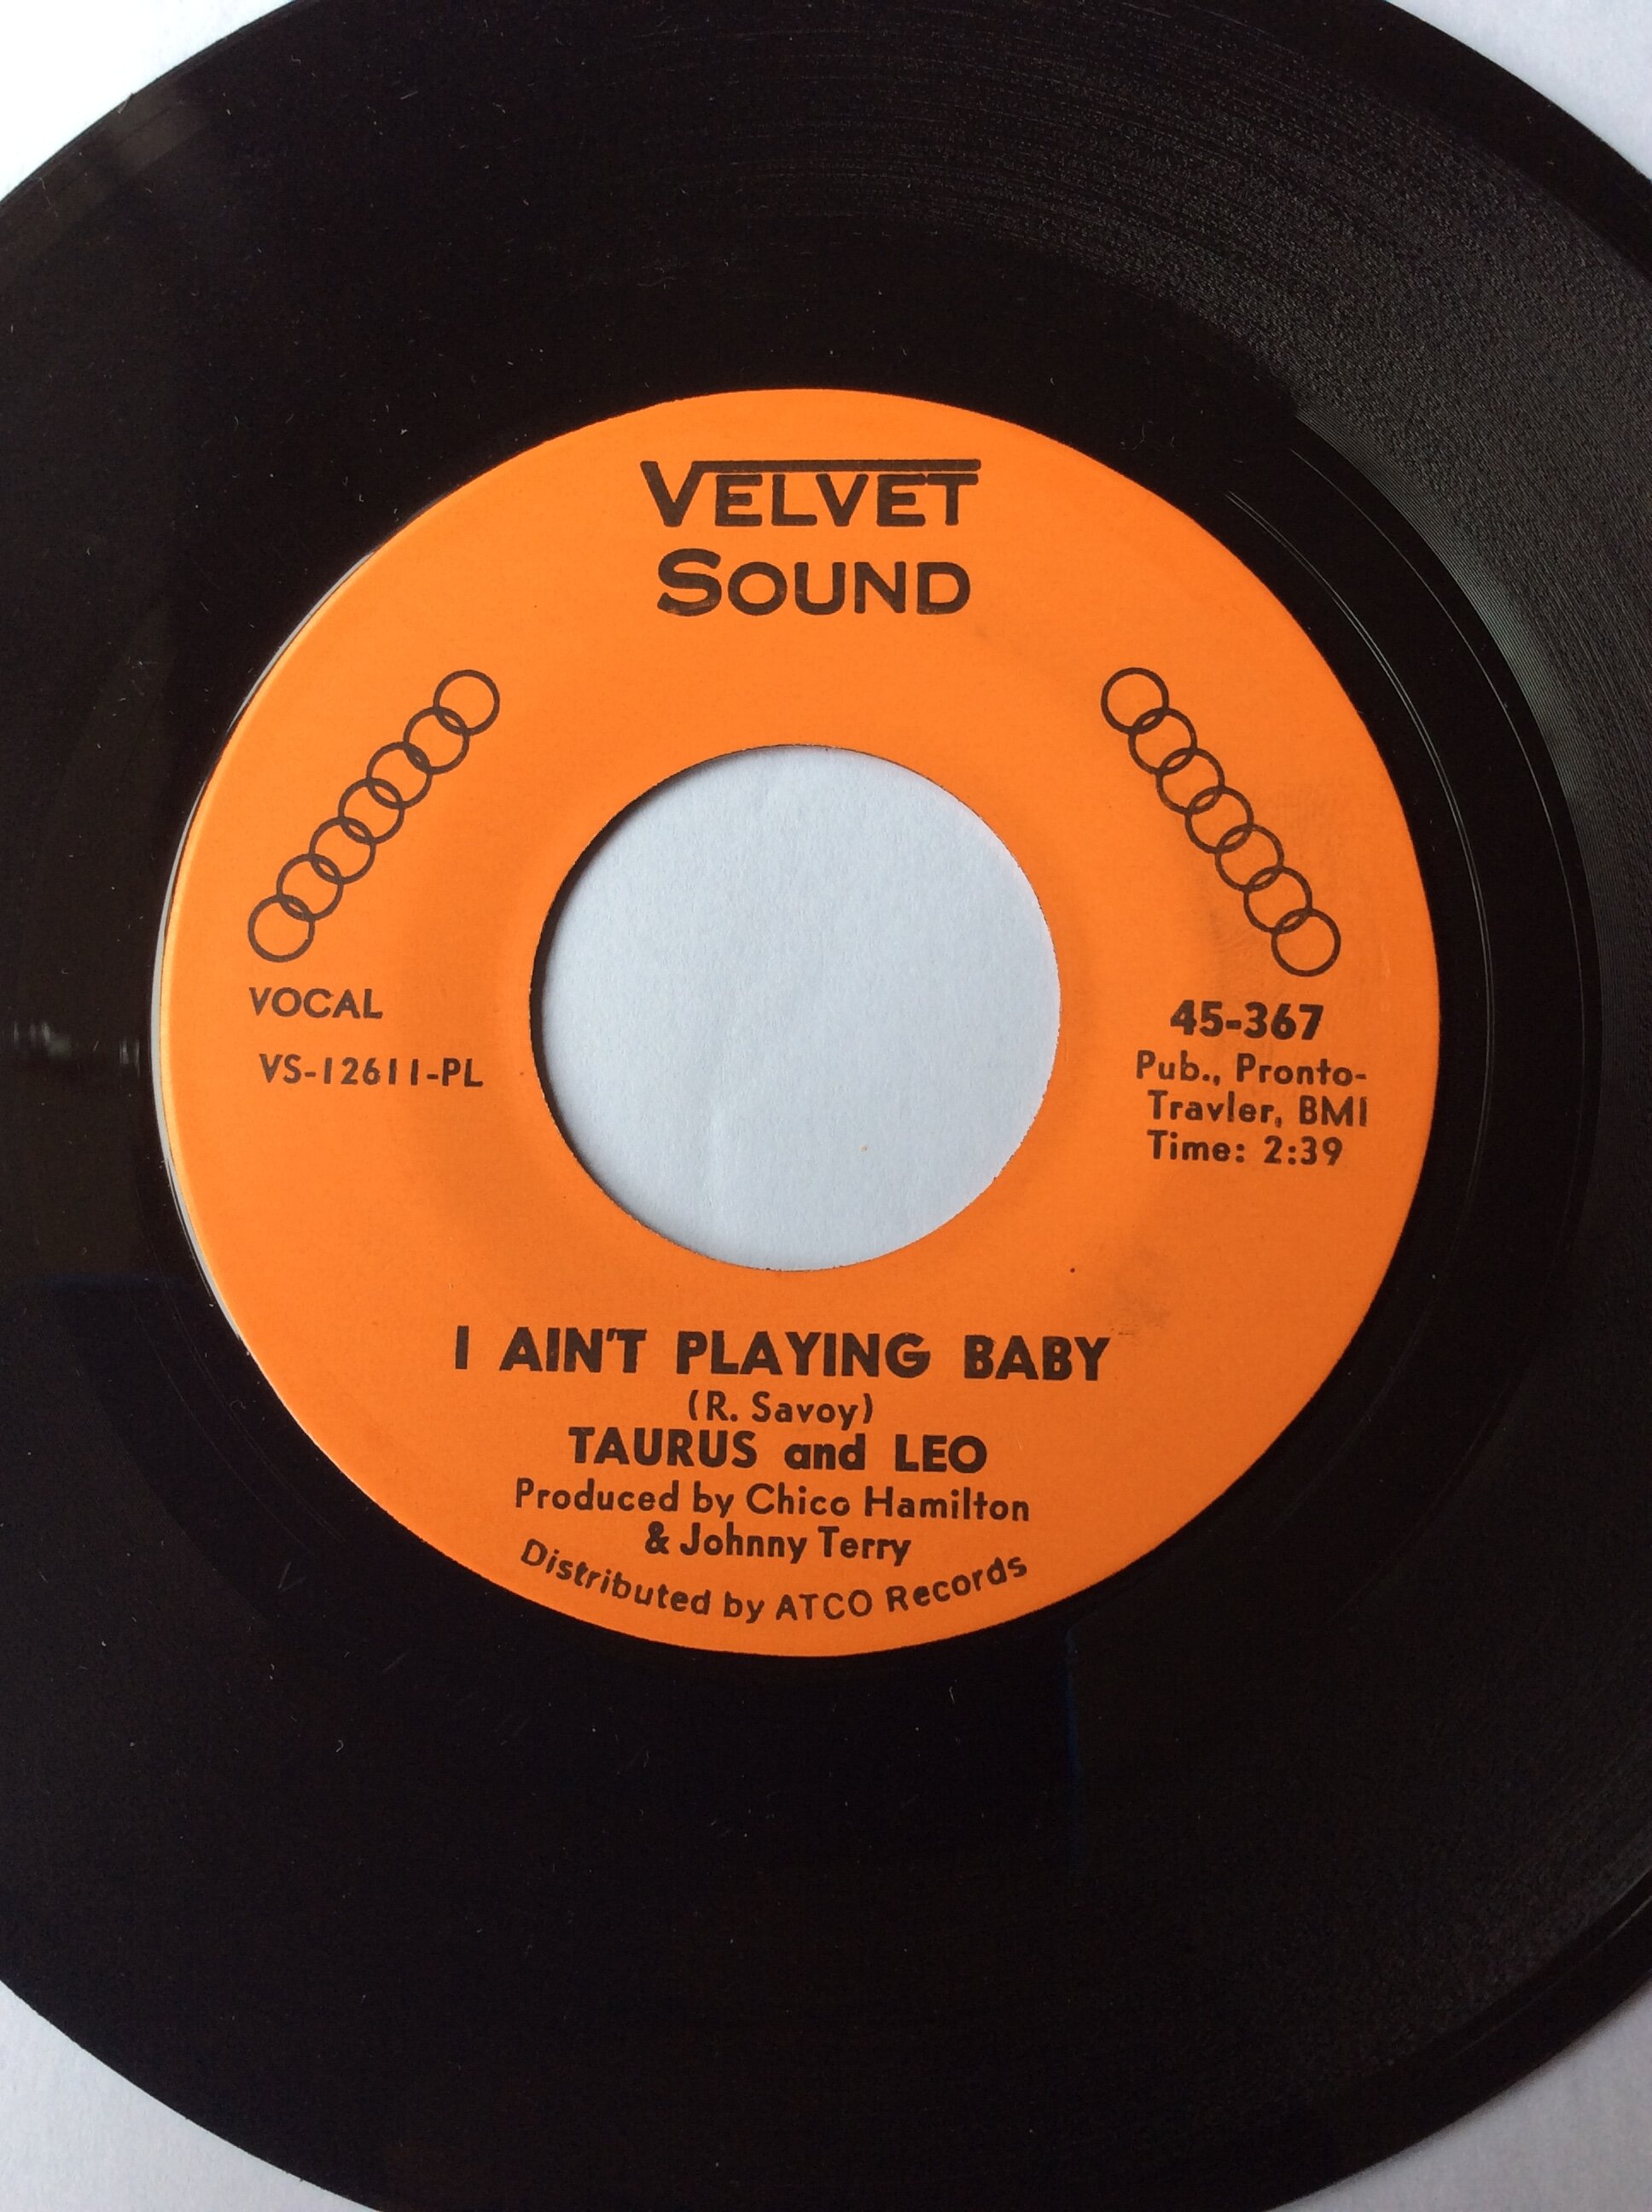 VELVET
SOUND
VOCAL
VS-12611-PL
45-367
Pub., Pronto-
Travler, BMI
Time: 2:39
I AIN'T PLAYING BABY
(R. Savoy)
TAURUS and LEO
Produced by Chico Hamilton
& Johnny Terry
Distributed by ATCO Records